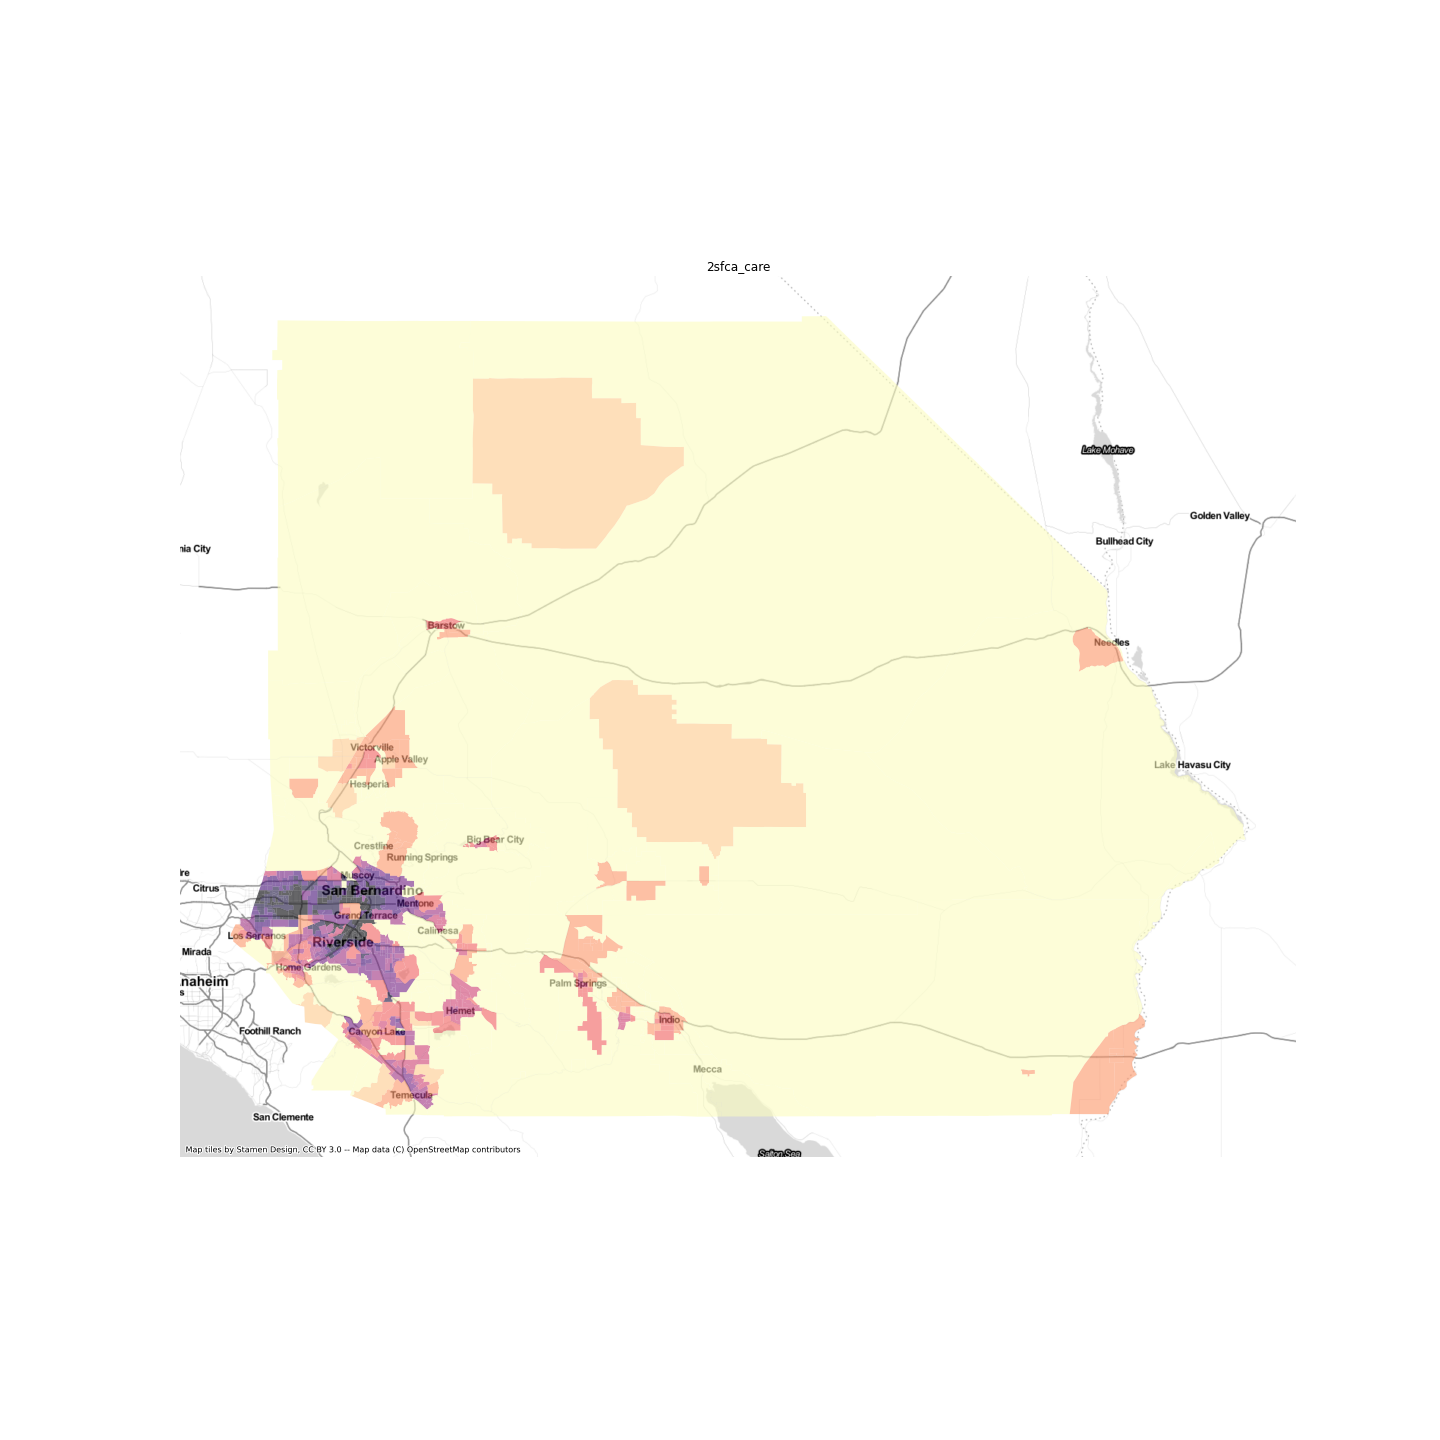 2sfca_care
Lake Mohave
Golden Valley
Bullhead City
nia City
Barstow
Needles
Victorville
Apple Valley
Lake Havasu City
Hesperia
Big Bear City
Crestline
Running Springs
re
Muscoy
Citrus
San Bernardino
Mentone
Grand Terrace
Calimesa
Los Serranos
Riverside
Mirada
Home Gardens
naheim
Palm Springs
s
Hemet
Indio
Foothill Ranch
Canyon Lake
Mecca
Temecula
San Clemente
Map tiles by Stamen Design, CC BY 3.0 -- Map data (C) OpenStreetMap contributors
Salton Sea